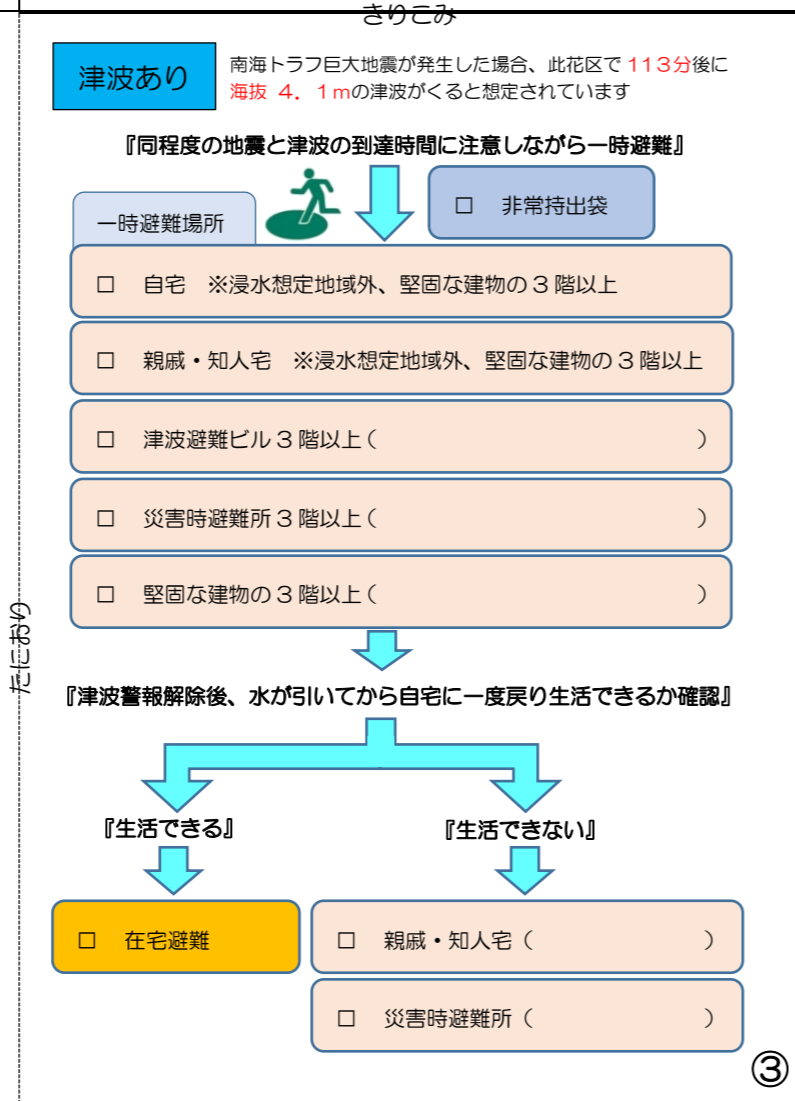 きりこみ
津波あり
南海トラフ巨大地震が発生した場合、此花区で113分後に
海抜 4.1mの津波がくると想定されています
『同程度の地震と津波の到達時間に注意しながら一時避難』
一時避難場所
□ 非常持出袋
□ 自宅 ※浸水想定地域外、堅固な建物の3階以上
□ 親戚・知人宅 ※浸水想定地域外、堅固な建物の3階以上
□ 津波避難ビル3階以上( )
□ 災害時避難所3階以上( )
□ 堅固な建物の3階以上( )
たにおり
『津波警報解除後、水が引いてから自宅に一度戻り生活できるか確認』
『生活できる』
『生活できない』
□ 在宅避難
□ 親戚・知人宅( )
□ 災害時避難所( )
③